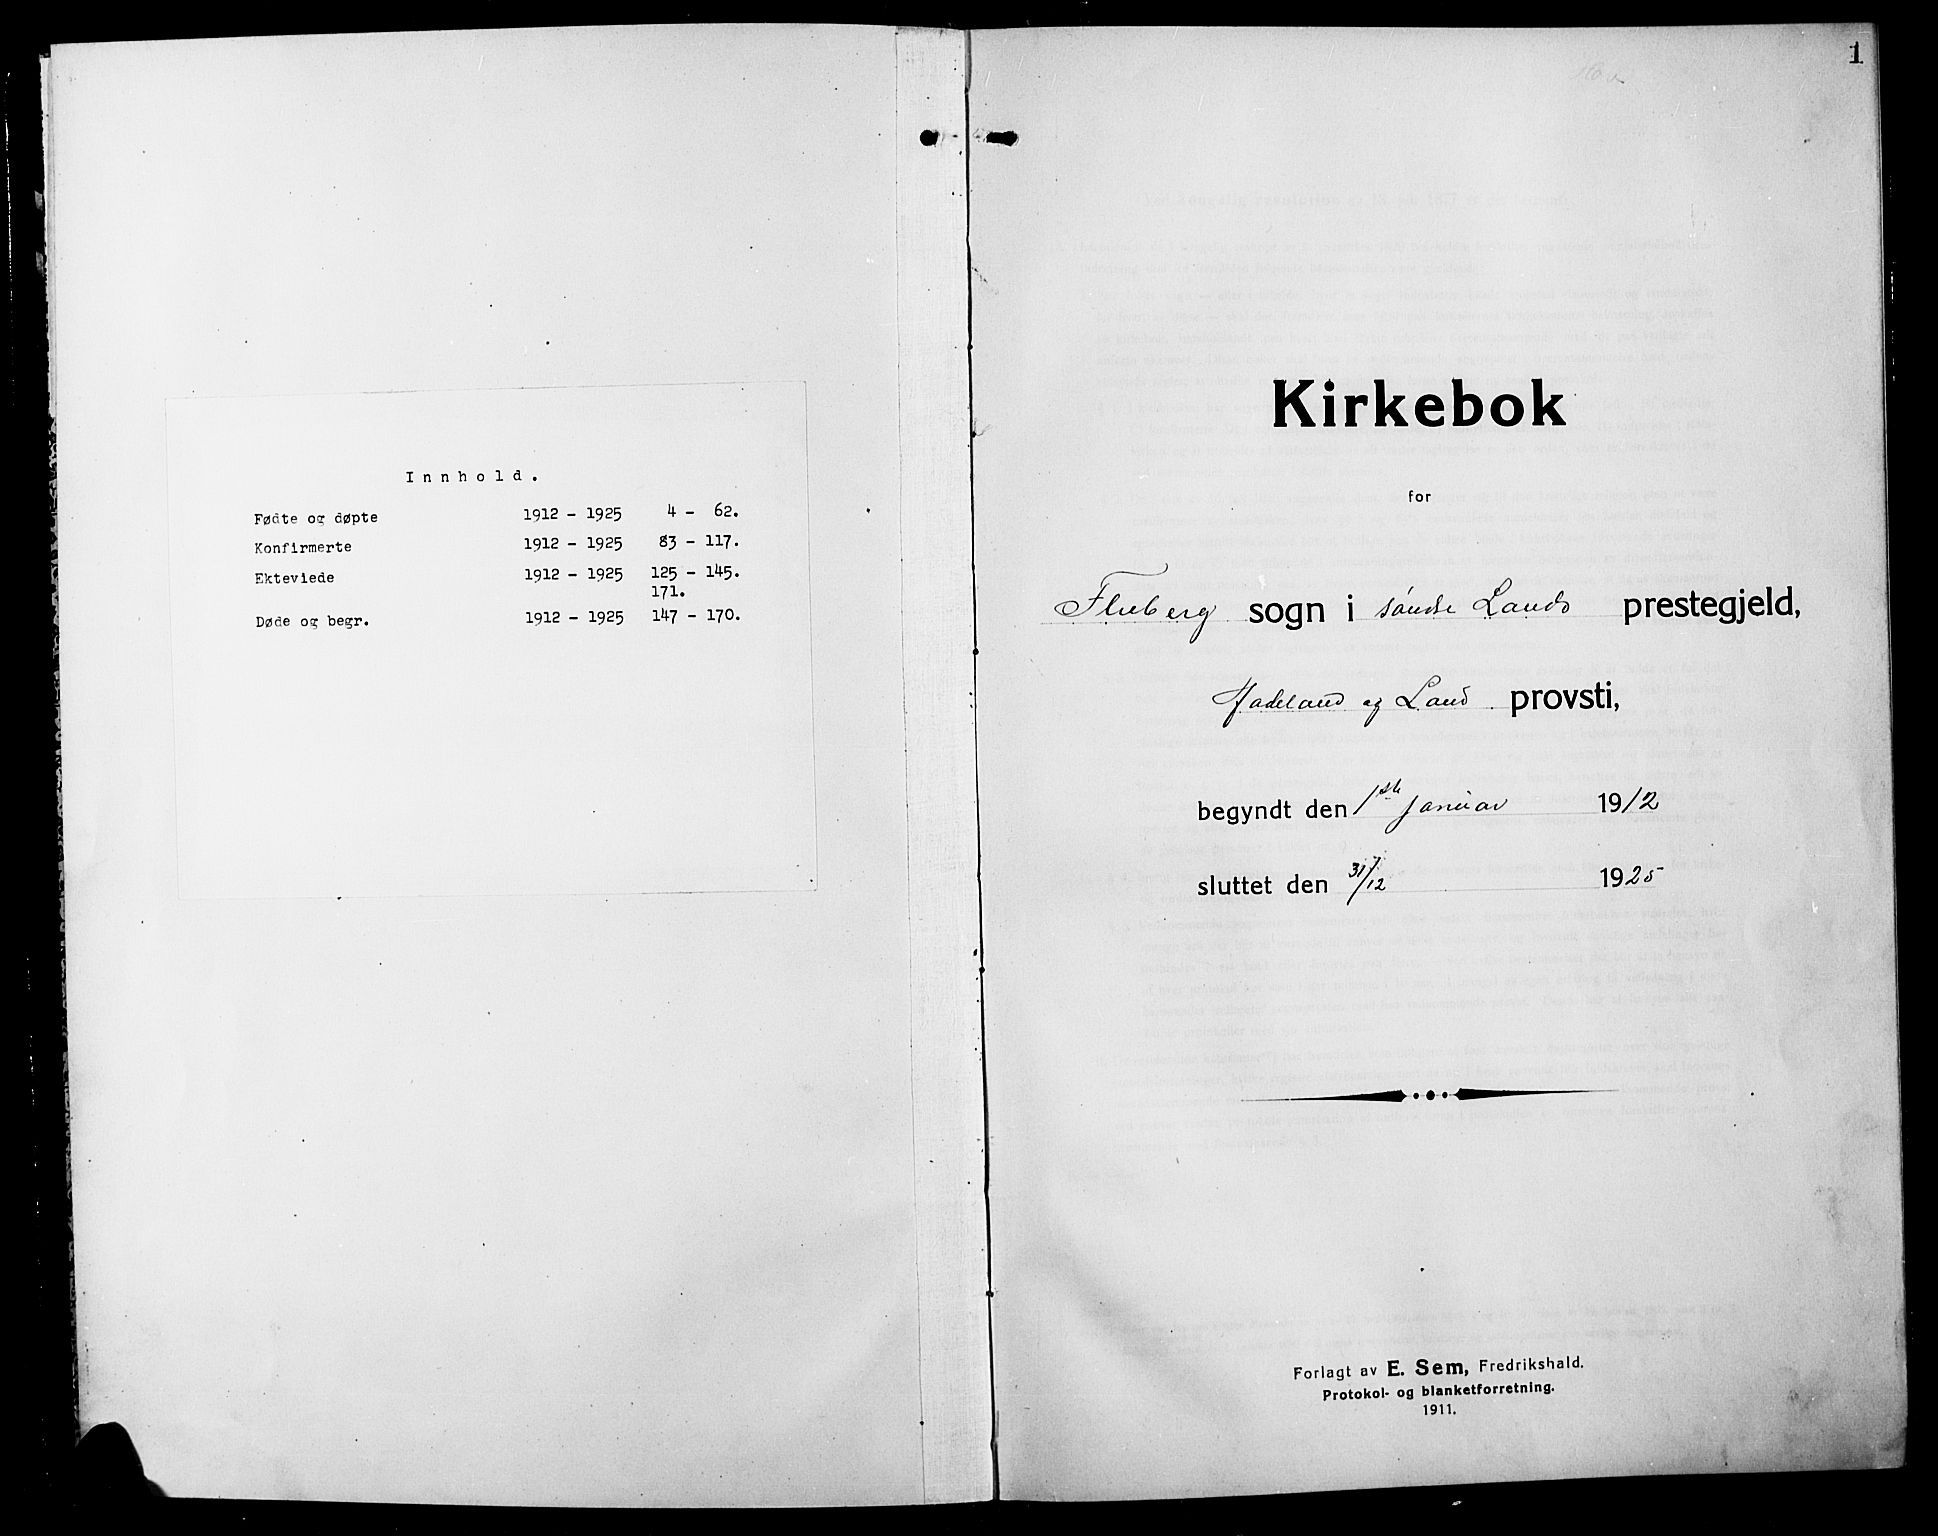 Innhold.
Fødte og døpte 1912 - 1925 4 - 62.
Konfirmerte 1912 - 1925 83 - 117.
Ekteviede 1912 - 1925 125 - 145.
171.
Døde og begr. 1912 - 1925 147 - 170.
1
Kirkebok
for
Fluberg sogn i søndre Lands prestegjeld,
Hadeland og Land provsti,
begyndt den 1ste januar 1912
sluttet den 31/12 1925
Forlagt av E. Sem, Fredrikshald.
Protokol- og blanketforretning.
1911.